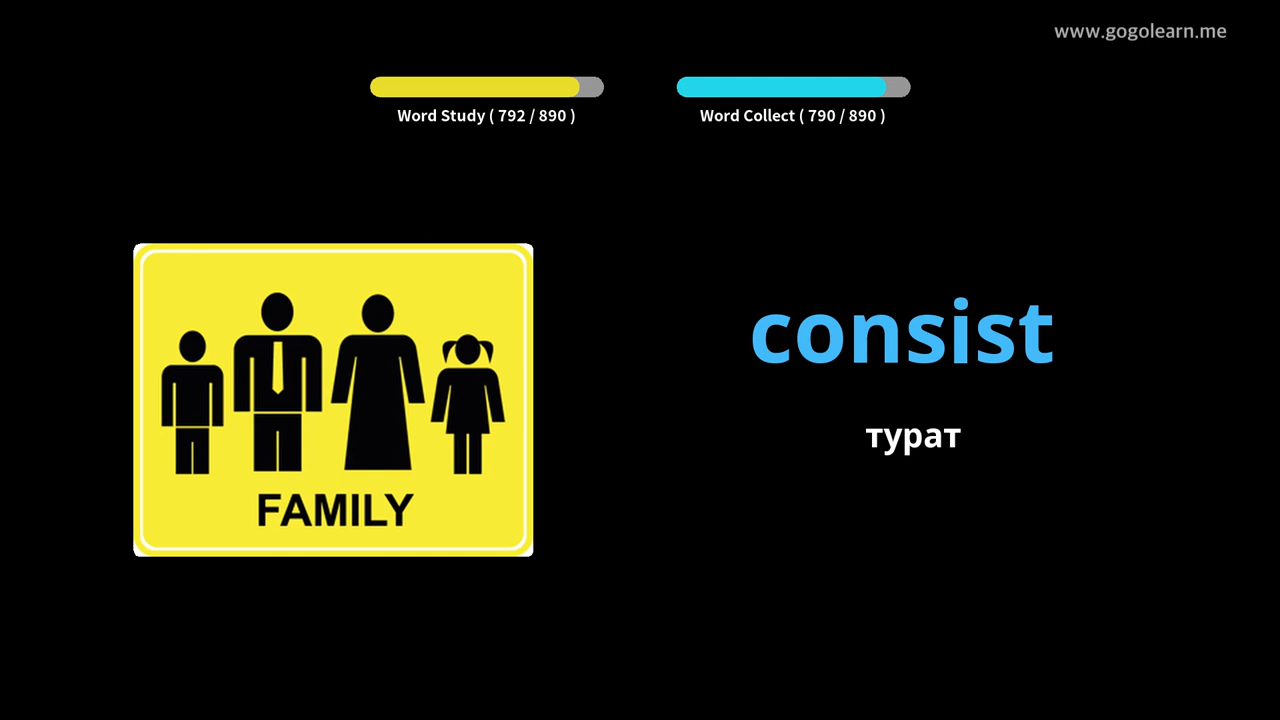 www.gogolearn.me
Word Study ( 792 / 890 )
Word Collect ( 790 / 890 )
FAMILY
consist
турат